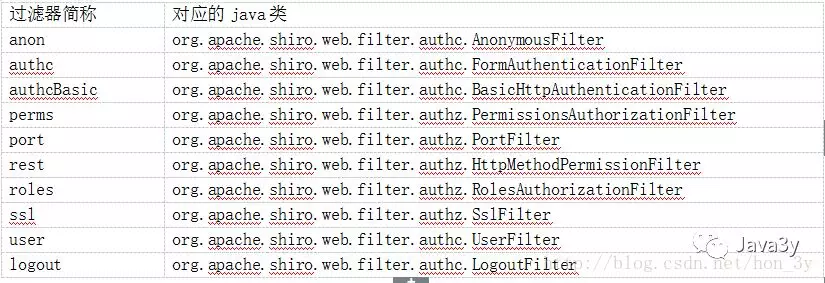 过滤器简称 对应的 java 类
anon org.apache.shiro.web.filter.authc.AnonymousFilter
authc org.apache.shiro.web.filter.authc.FormAuthenticationFilter
authcBasic org.apache.shiro.web.filter.authc.BasicHttpAuthenticationFilter
perms org.apache.shiro.web.filter.authz.PermissionsAuthorizationFilter
port org.apache.shiro.web.filter.authz.PortFilter
rest org.apache.shiro.web.filter.authz.HttpMethodPermissionFilter
roles org.apache.shiro.web.filter.authz.RolesAuthorizationFilter
ssl org.apache.shiro.web.filter.authz.SslFilter
user org.apache.shiro.web.filter.authc.UserFilter
Java3y
logout org.apache.shiro.web.filter.authc.LogoutFilter
http://blog.csdn.net/hon_3y